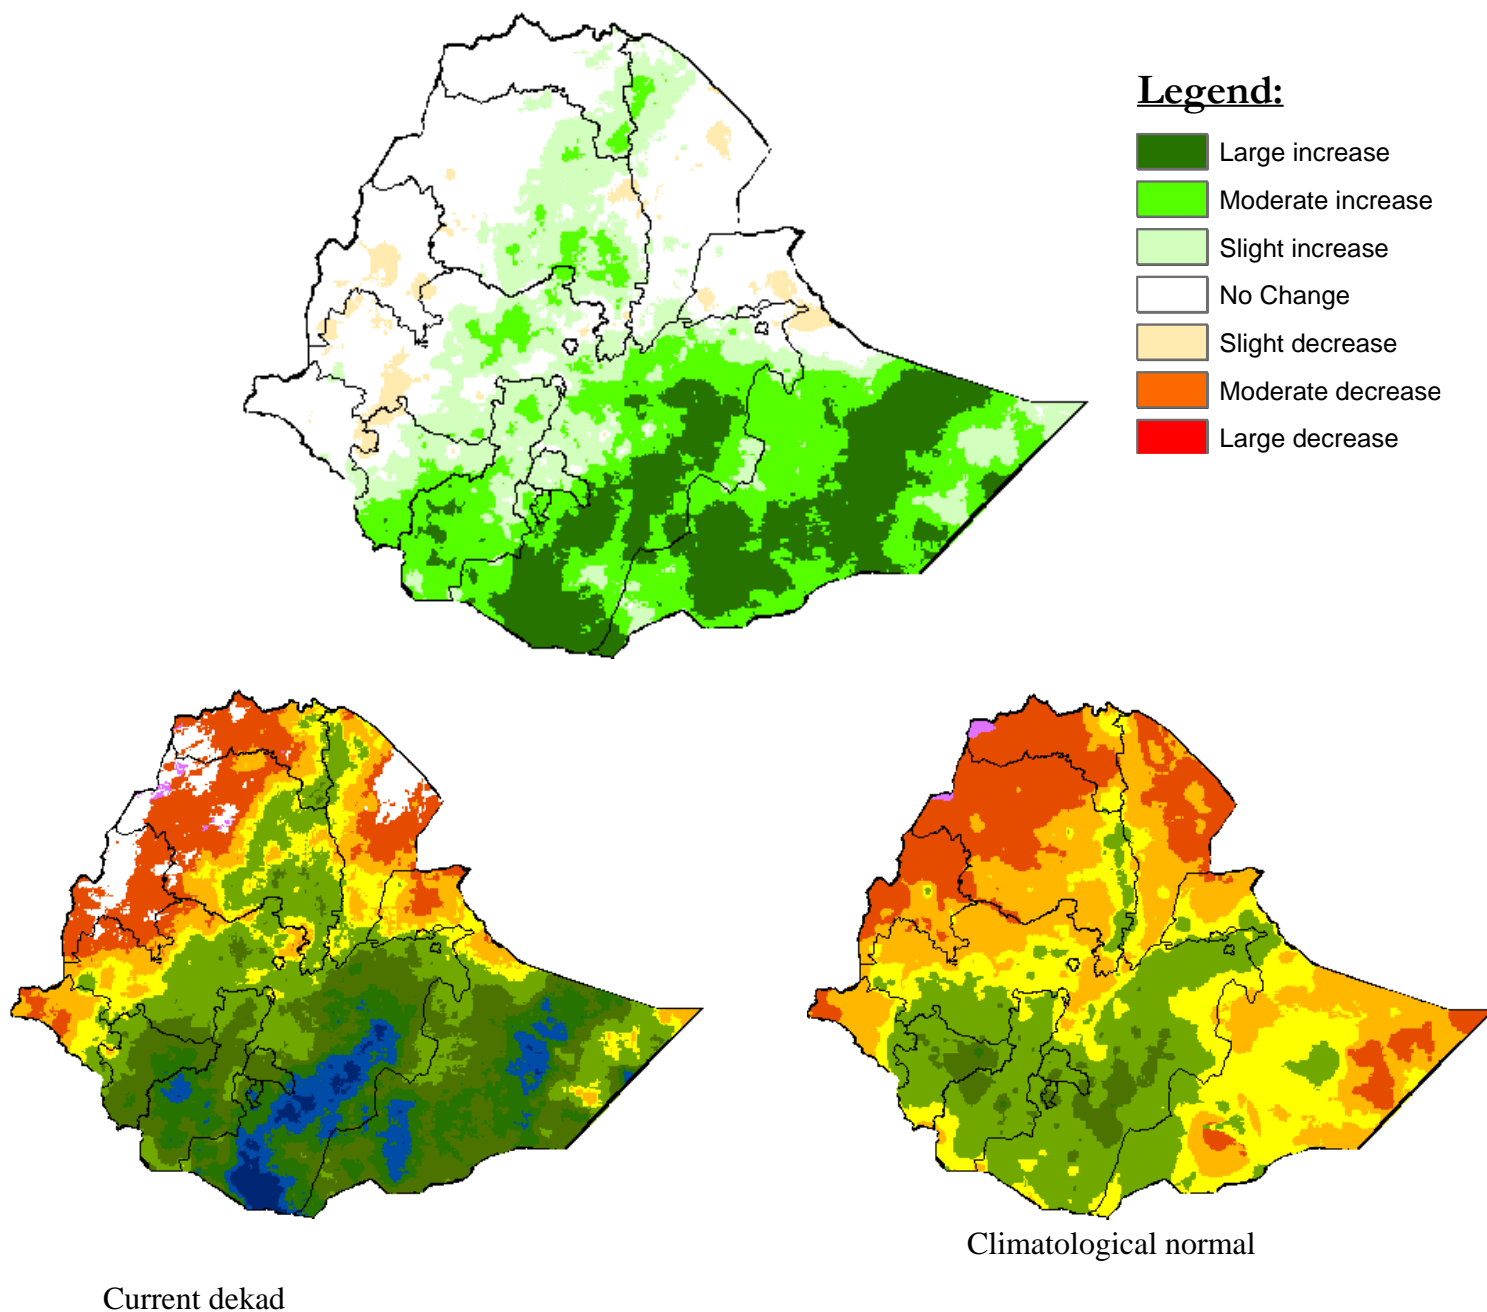 Legend:
Large increase
Moderate increase
Slight increase
No Change
Slight decrease
Moderate decrease
Large decrease
Climatological normal
Current dekad